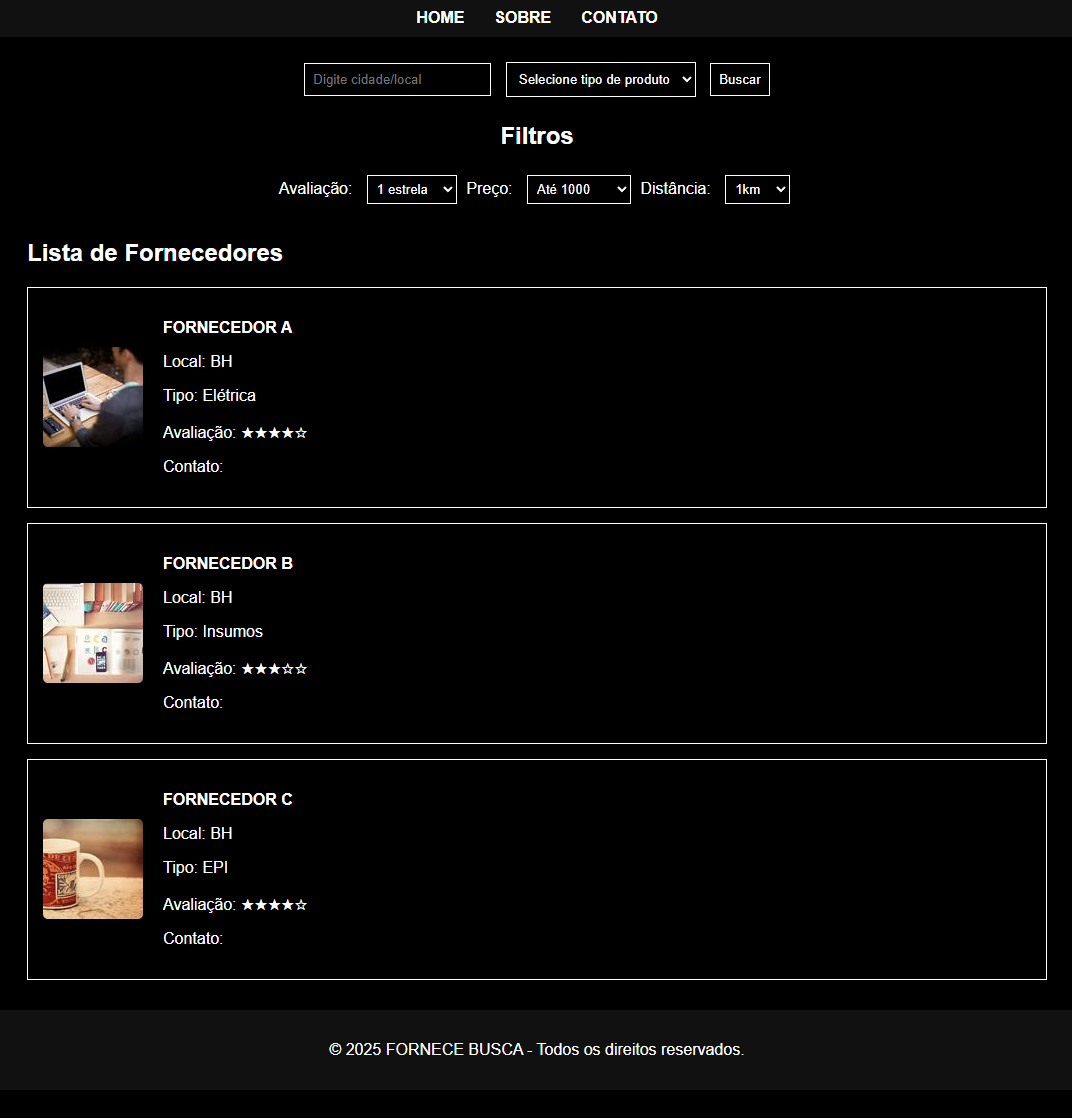 HOME SOBRE CONTATO
Digite cidade/local Selecione tipo de produto Buscar
Filtros
Avaliação: 1 estrela Preço: Até 1000 Distância: 1km
Lista de Fornecedores
FORNECEDOR A
Local: BH
Tipo: Elétrica
Avaliação: ★★★★☆
Contato:
FORNECEDOR B
Local: BH
Tipo: Insumos
Avaliação: ★★★☆☆
Contato:
FORNECEDOR C
Local: BH
Tipo: EPI
Avaliação: ★★★★☆
Contato:
© 2025 FORNECE BUSCA - Todos os direitos reservados.